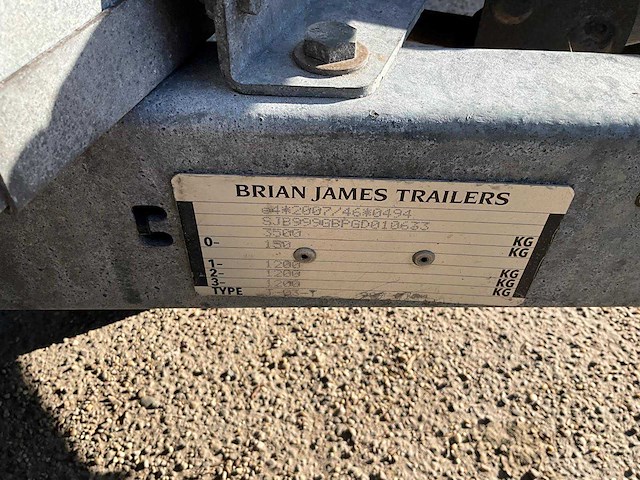 BRIAN JAMES TRAILERS
e4*2007/46*0494
SJB999GBPGD010633
3500 KG
0- 150 KG
1- 1200 KG
2- 1200 KG
3- 1200 KG
TYPE